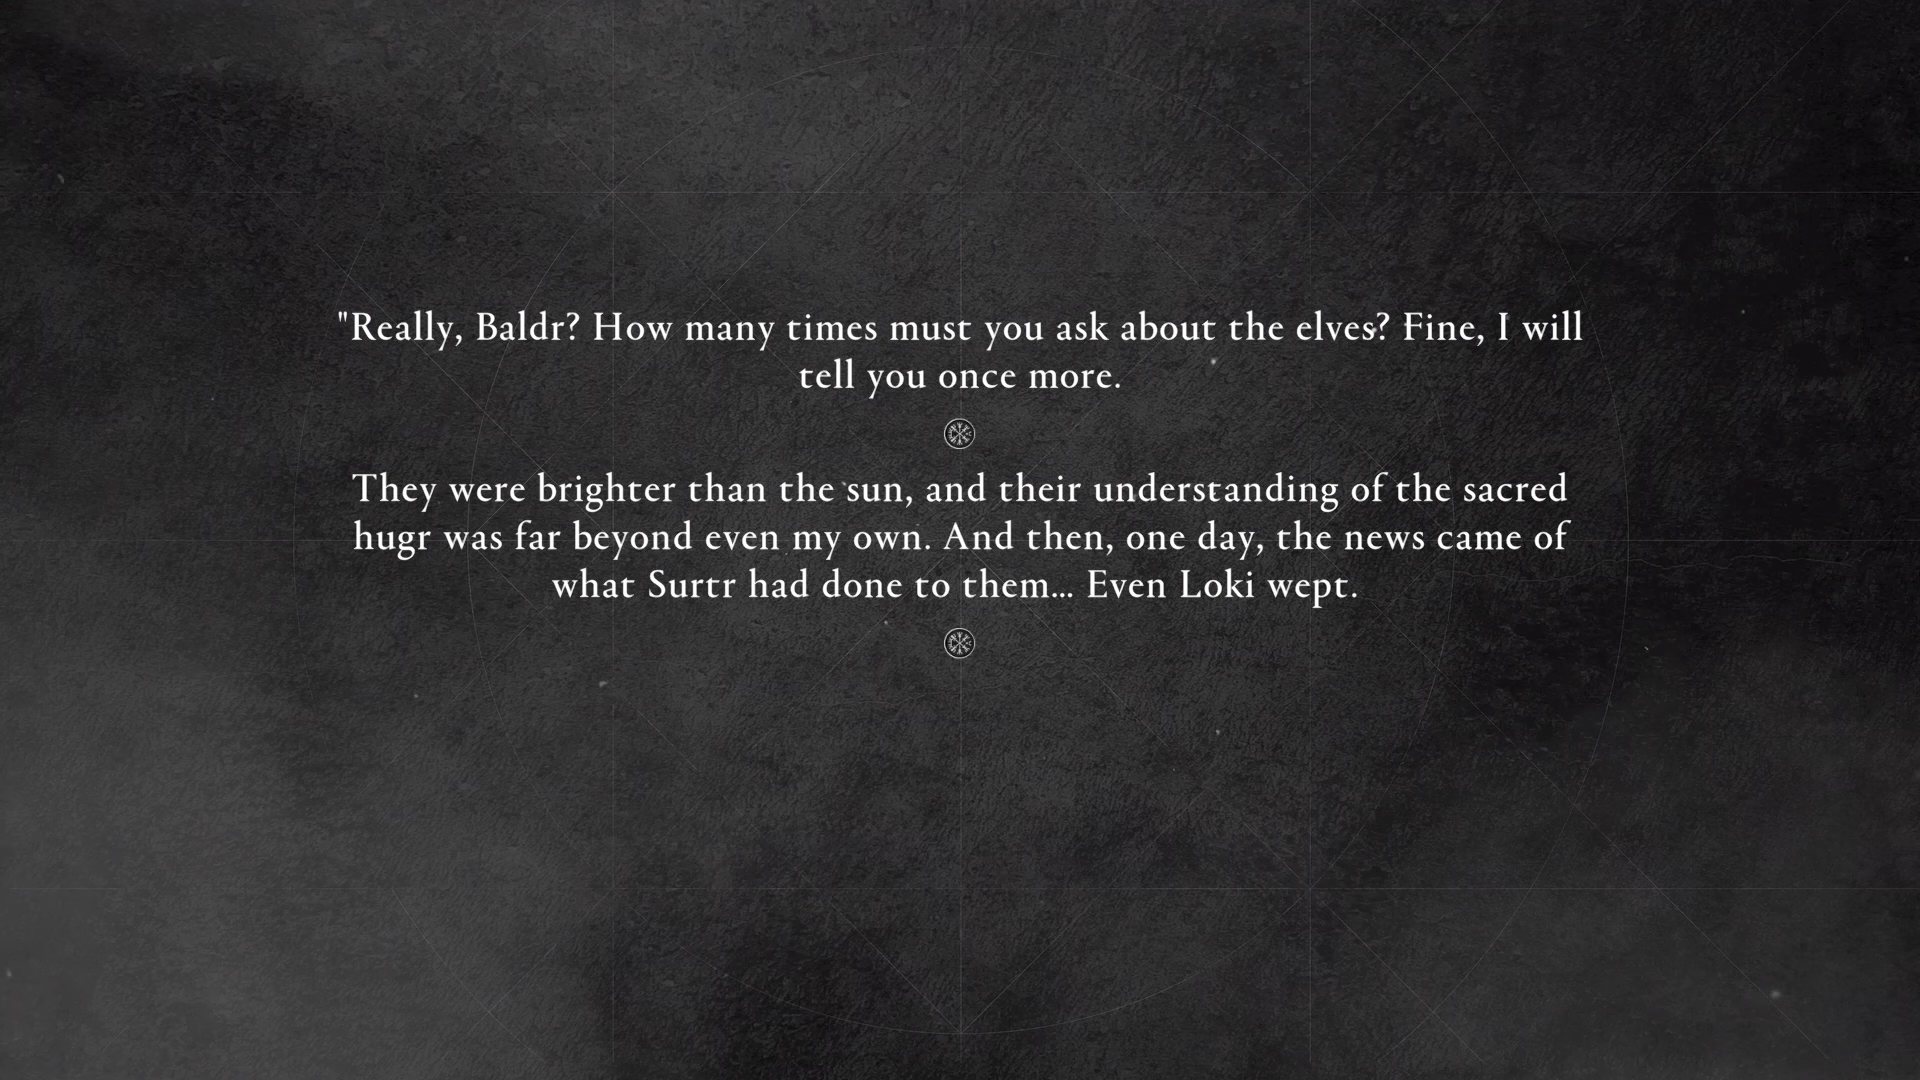 "Really, Baldr? How many times must you ask about the elves? Fine, I will
tell you once more.
They were brighter than the sun, and their understanding of the sacred
hugr was far beyond even my own. And then, one day, the news came of
what Surtr had done to them... Even Loki wept.